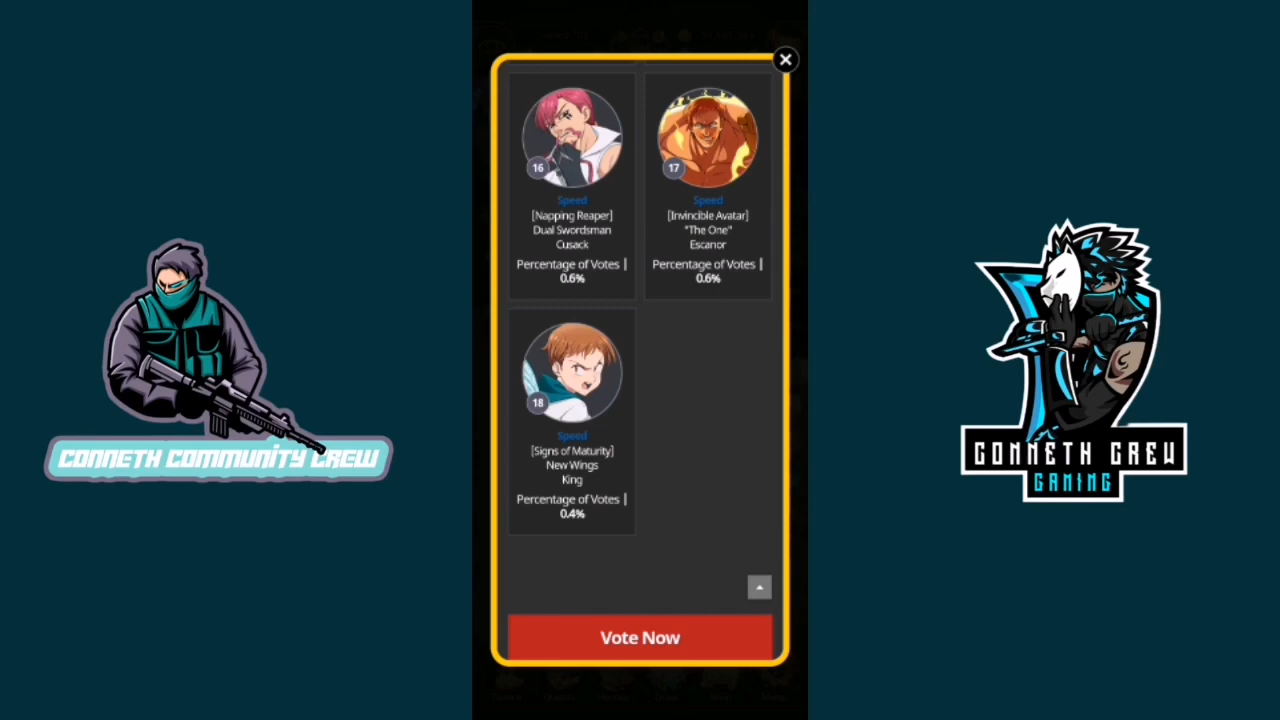 16
Speed
[Napping Reaper]
Dual Swordsman
Cusack
Percentage of Votes |
0.6%
17
Speed
[Invincible Avatar]
"The One"
Escanor
Percentage of Votes |
0.6%
18
Speed
[Signs of Maturity]
New Wings
King
Percentage of Votes |
0.4%
Vote Now
CONNETH COMMUNITY CREW
CONNETH CREW
GAMING